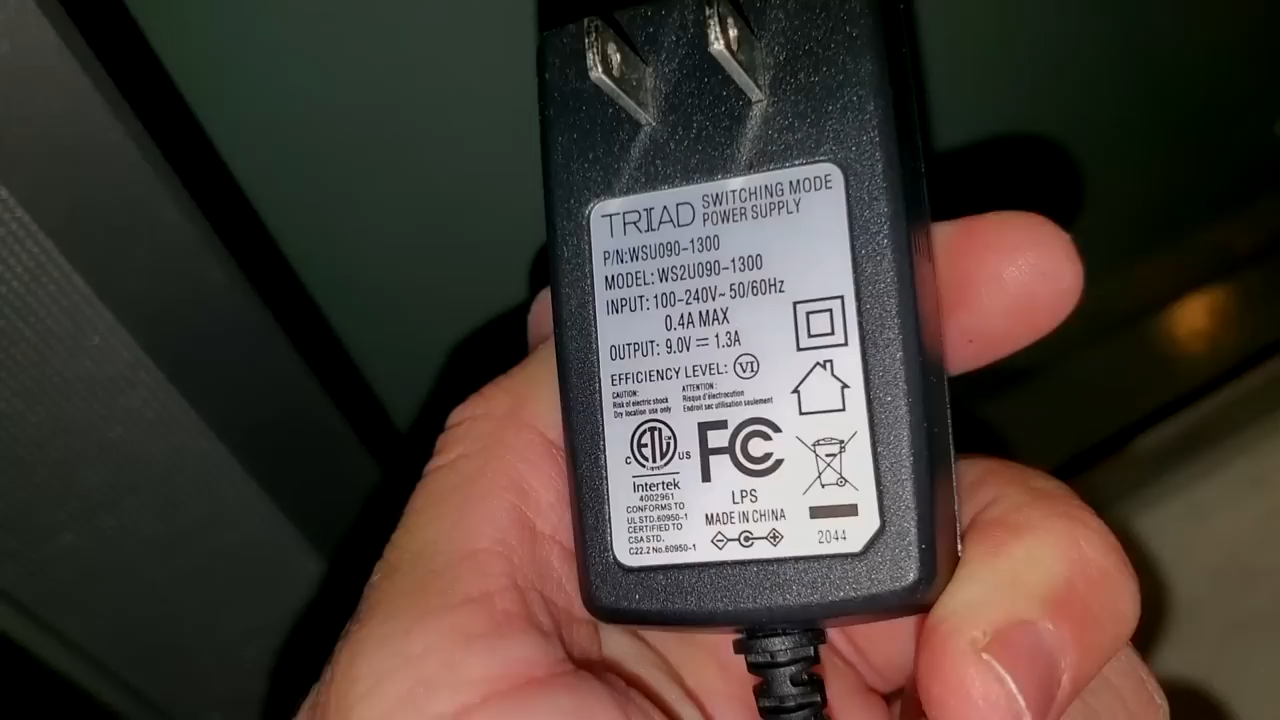 TRIAD SWITCHING MODE
POWER SUPPLY
P/N:WSU090-1300
MODEL: WS2U090-1300
INPUT: 100-240V~ 50/60Hz
0.4A MAX
OUTPUT: 9.0V 1.3A
EFFICIENCY LEVEL: VI
CAUTION:
Risk of electric shock
Dry location use only
ATTENTION:
Risque d'électrocution
Endroit sec utilisation seulement
C ETL CM US
LISTED
Intertek
4002961
CONFORMS TO
UL STD.60950-1
CERTIFIED TO
CSA STD.
C22.2 No.60950-1
FC
LPS
MADE IN CHINA
2044